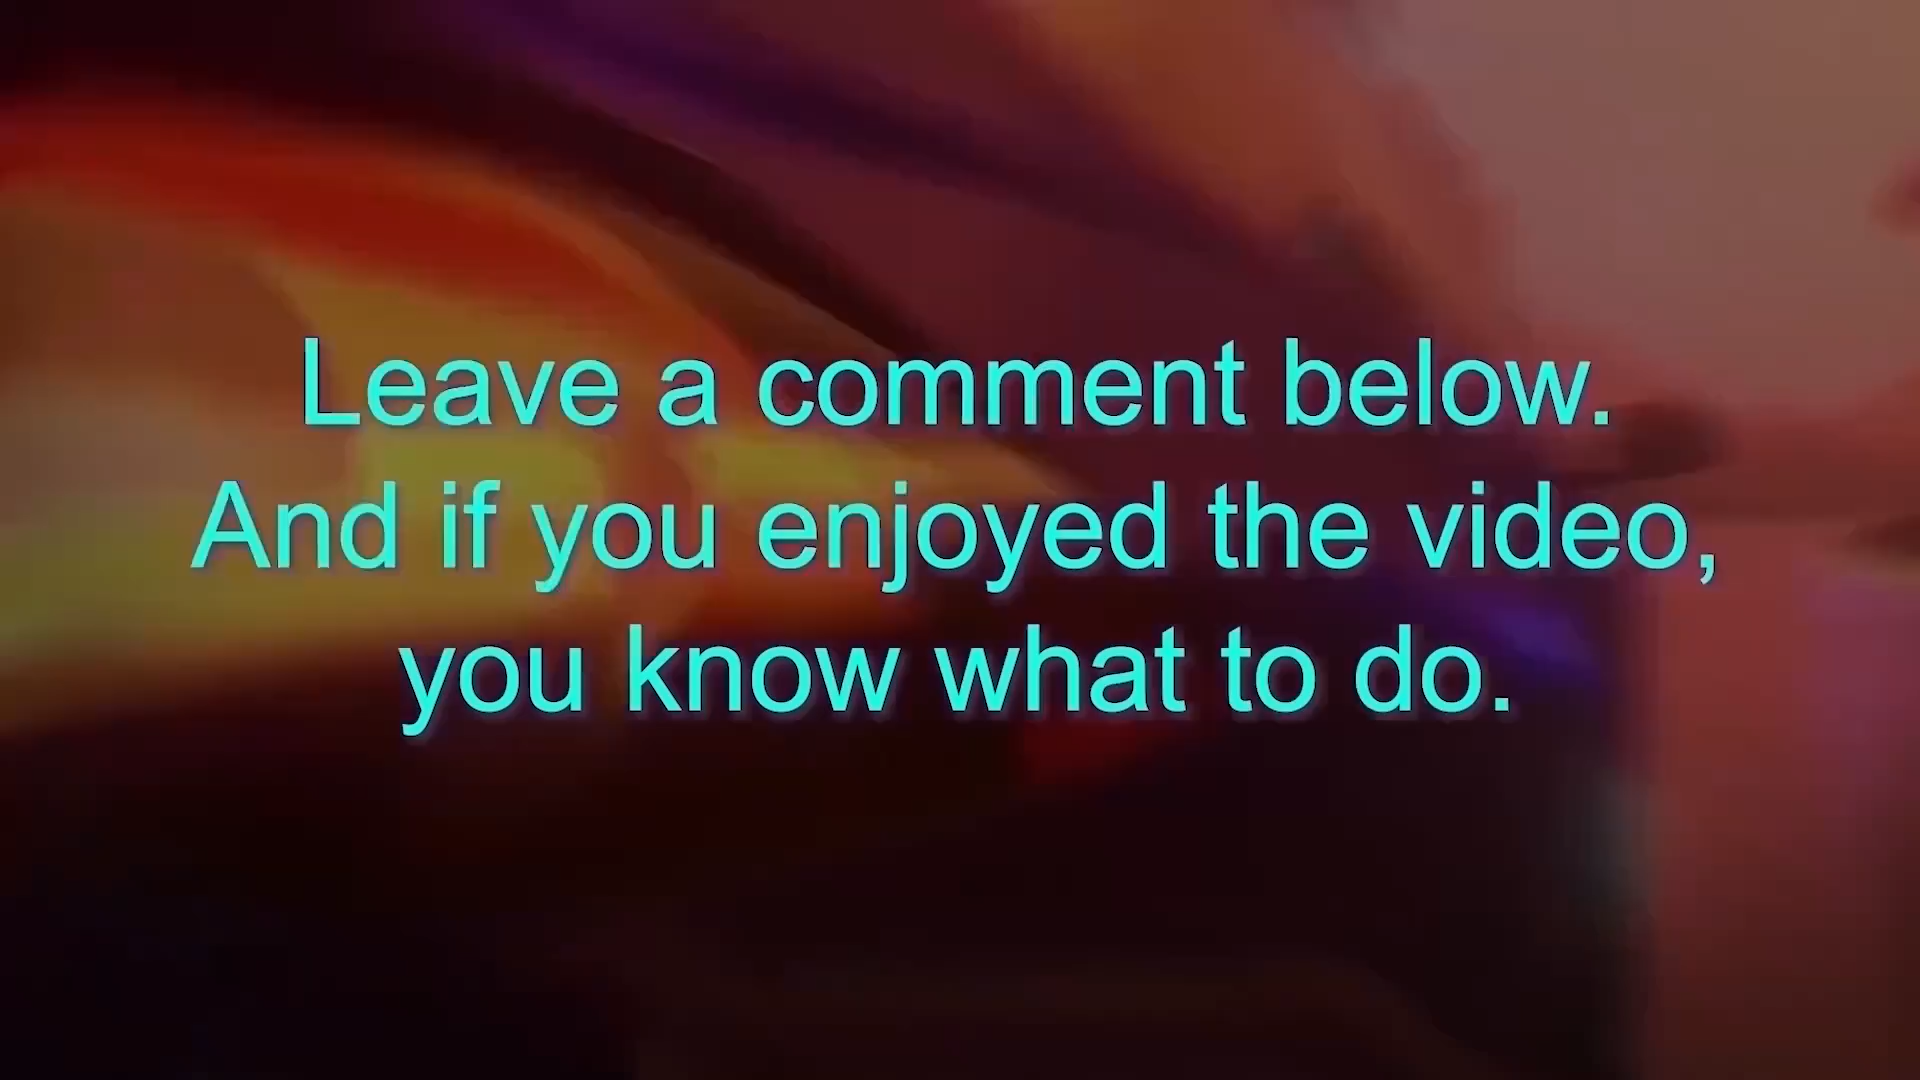 Leave a comment below.
And if you enjoyed the video,
you know what to do.